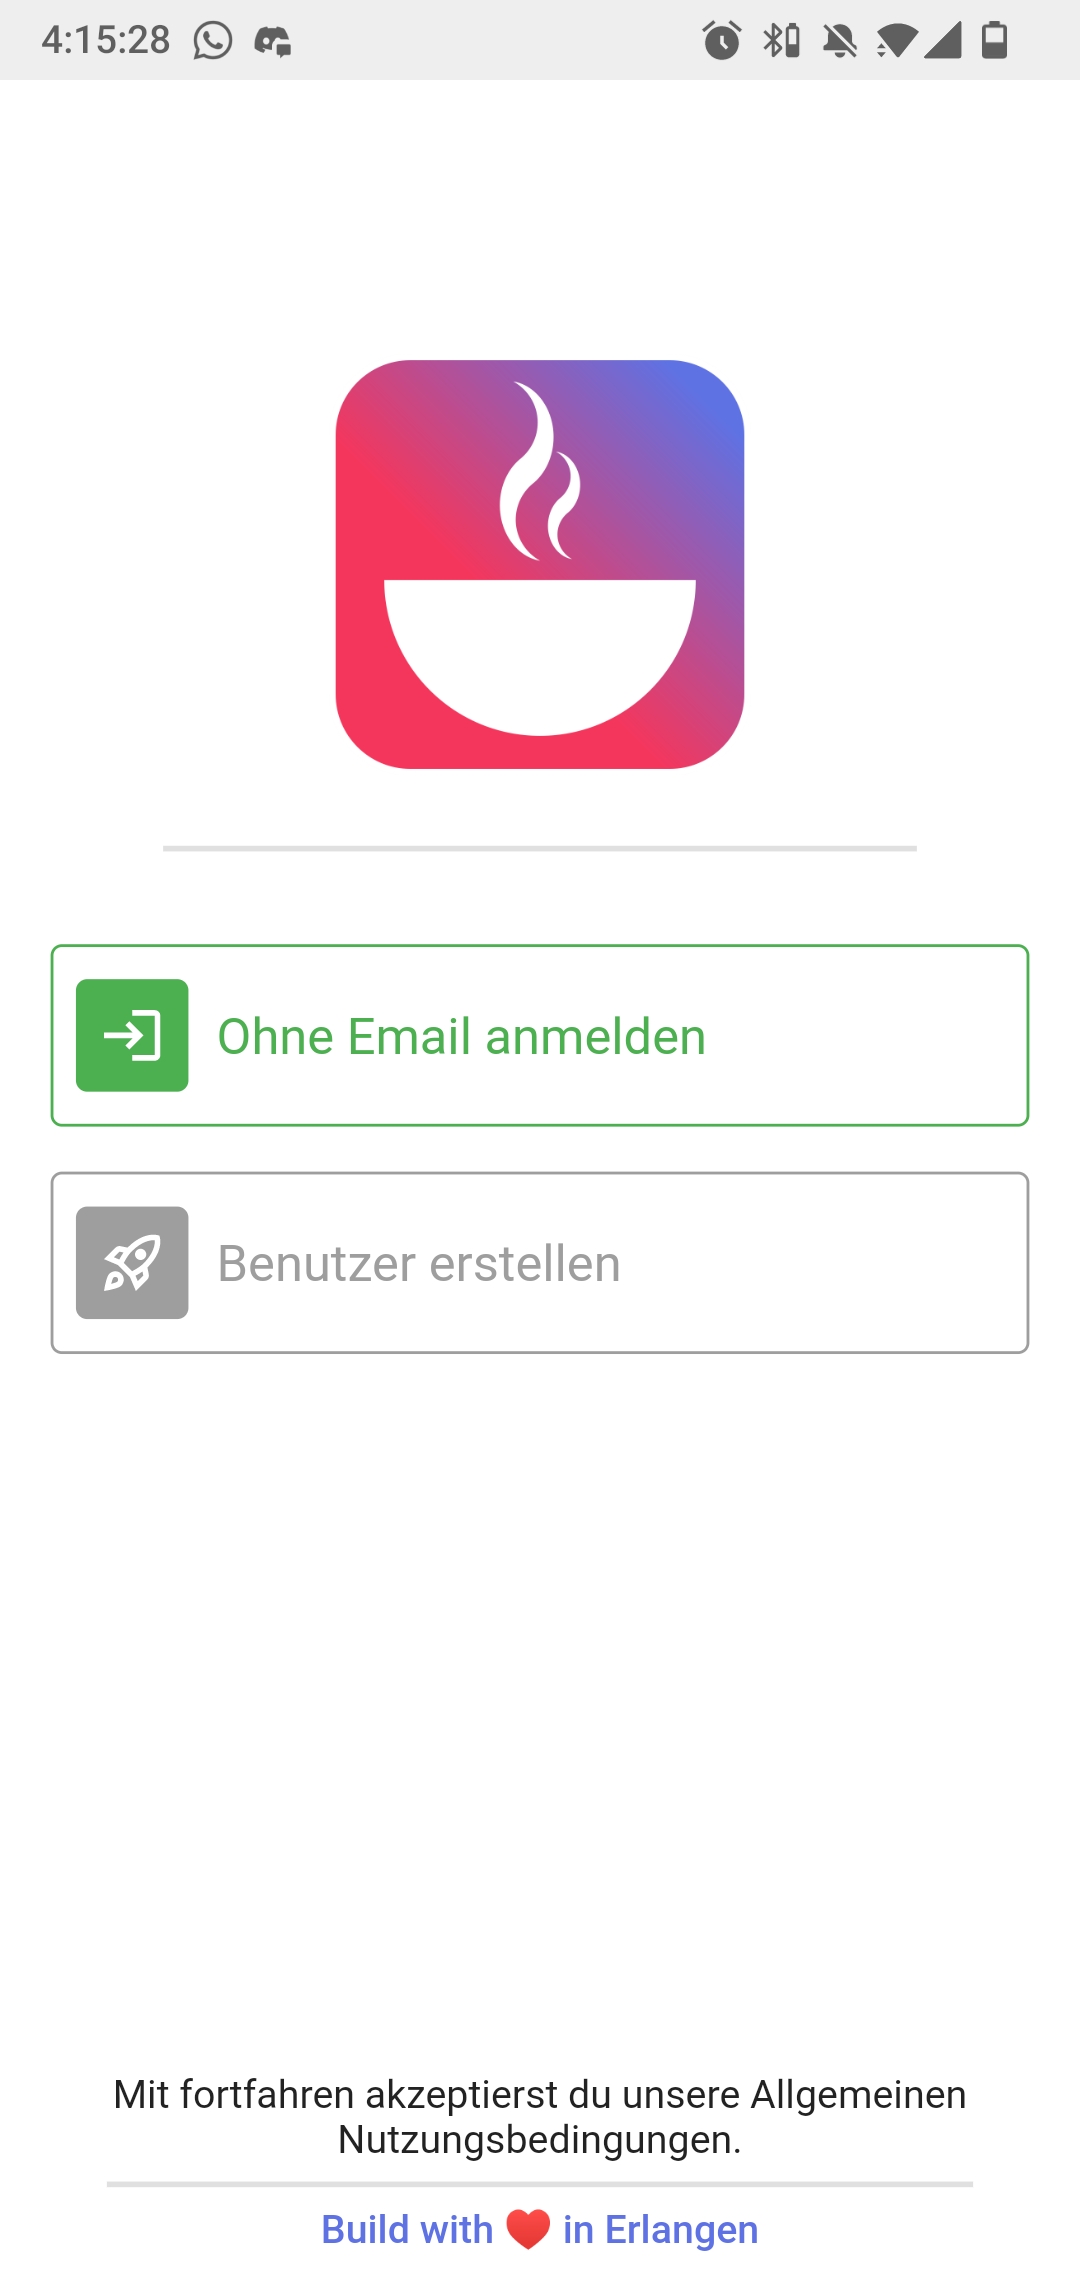 4:15:28
Ohne Email anmelden
Benutzer erstellen
Mit fortfahren akzeptierst du unsere Allgemeinen
Nutzungsbedingungen.
Build with ❤️ in Erlangen